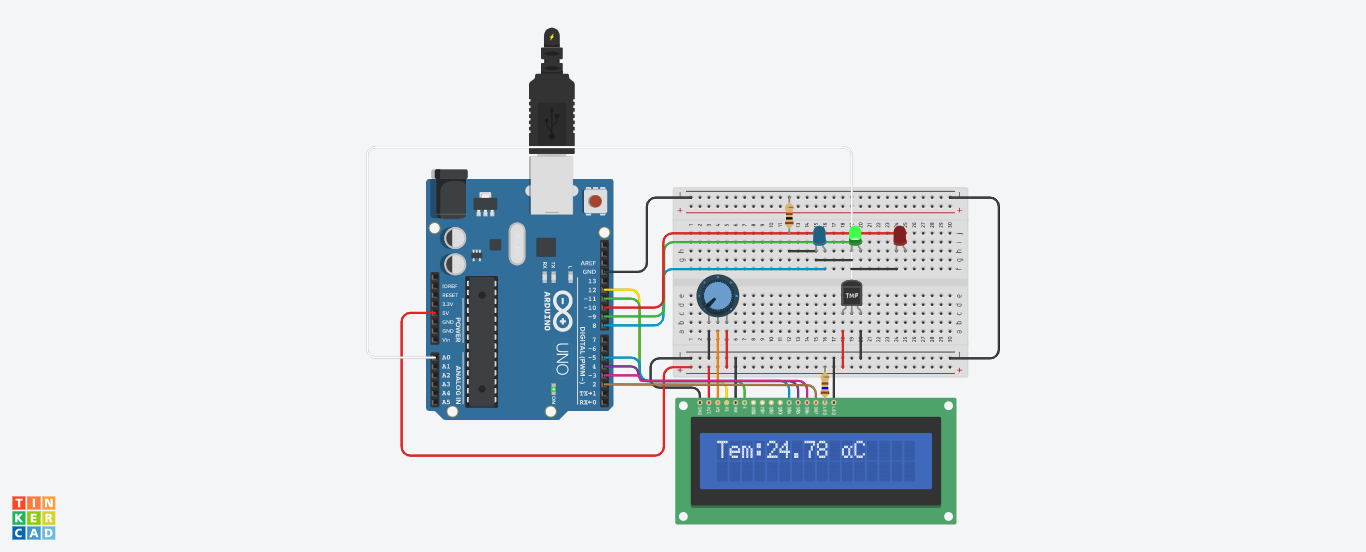 AREF
GND
13
12
~11
~10
~9
8
7
~6
~5
4
~3
2
TX→1
RX←0
IOREF
RESET
3.3V
5V
GND
GND
Vin
A0
A1
A2
A3
A4
A5
POWER
ANALOG IN
DIGITAL (PWM~)
ARDUINO
UNO
RX
TX
L
ON
TMP
Tem:24.78 αC
TIN
KER
CAD